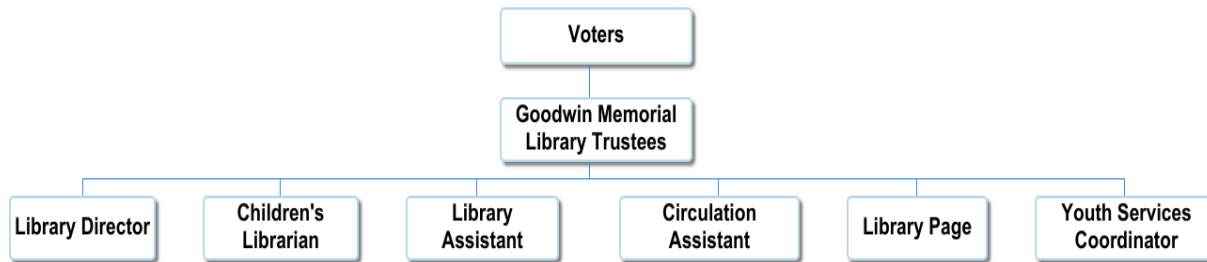 Voters
Goodwin Memorial
Library Trustees
Library Director
Children's
Librarian
Library
Assistant
Circulation
Assistant
Library Page
Youth Services
Coordinator